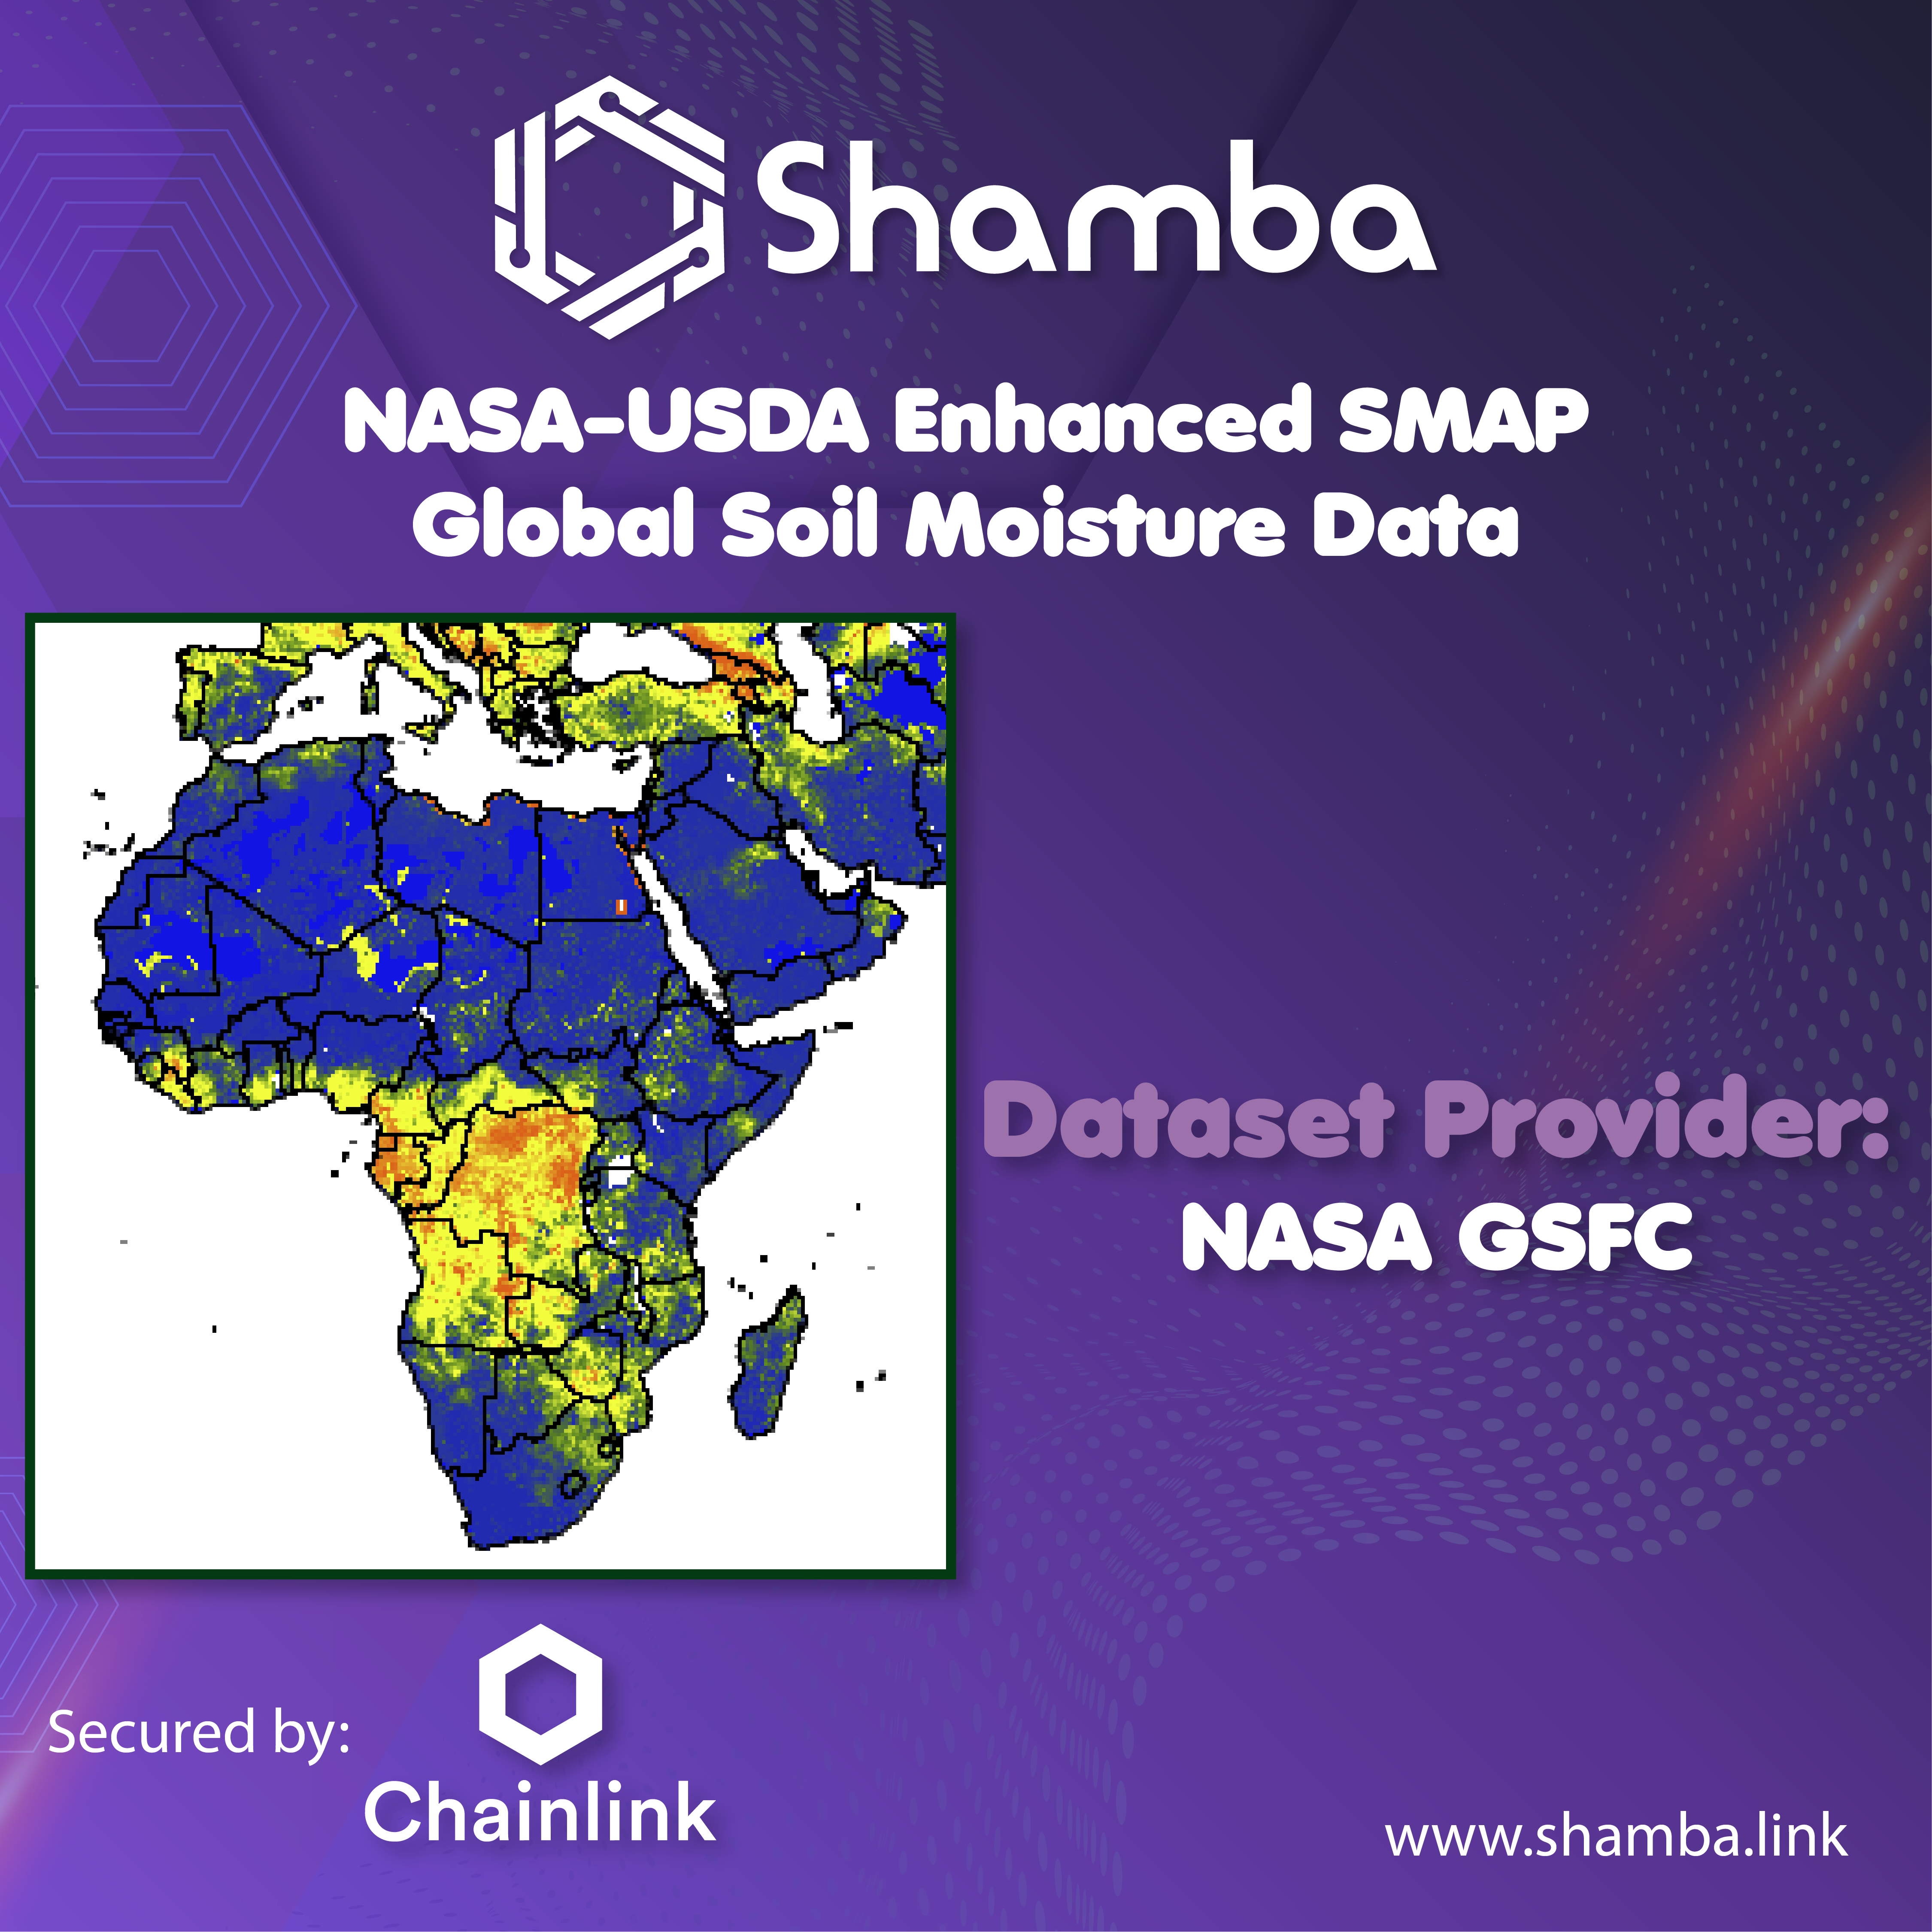 Shamba
NASA-USDA Enhanced SMAP
Global Soil Moisture Data
Dataset Provider:
NASA GSFC
Secured by:
Chainlink
www.shamba.link